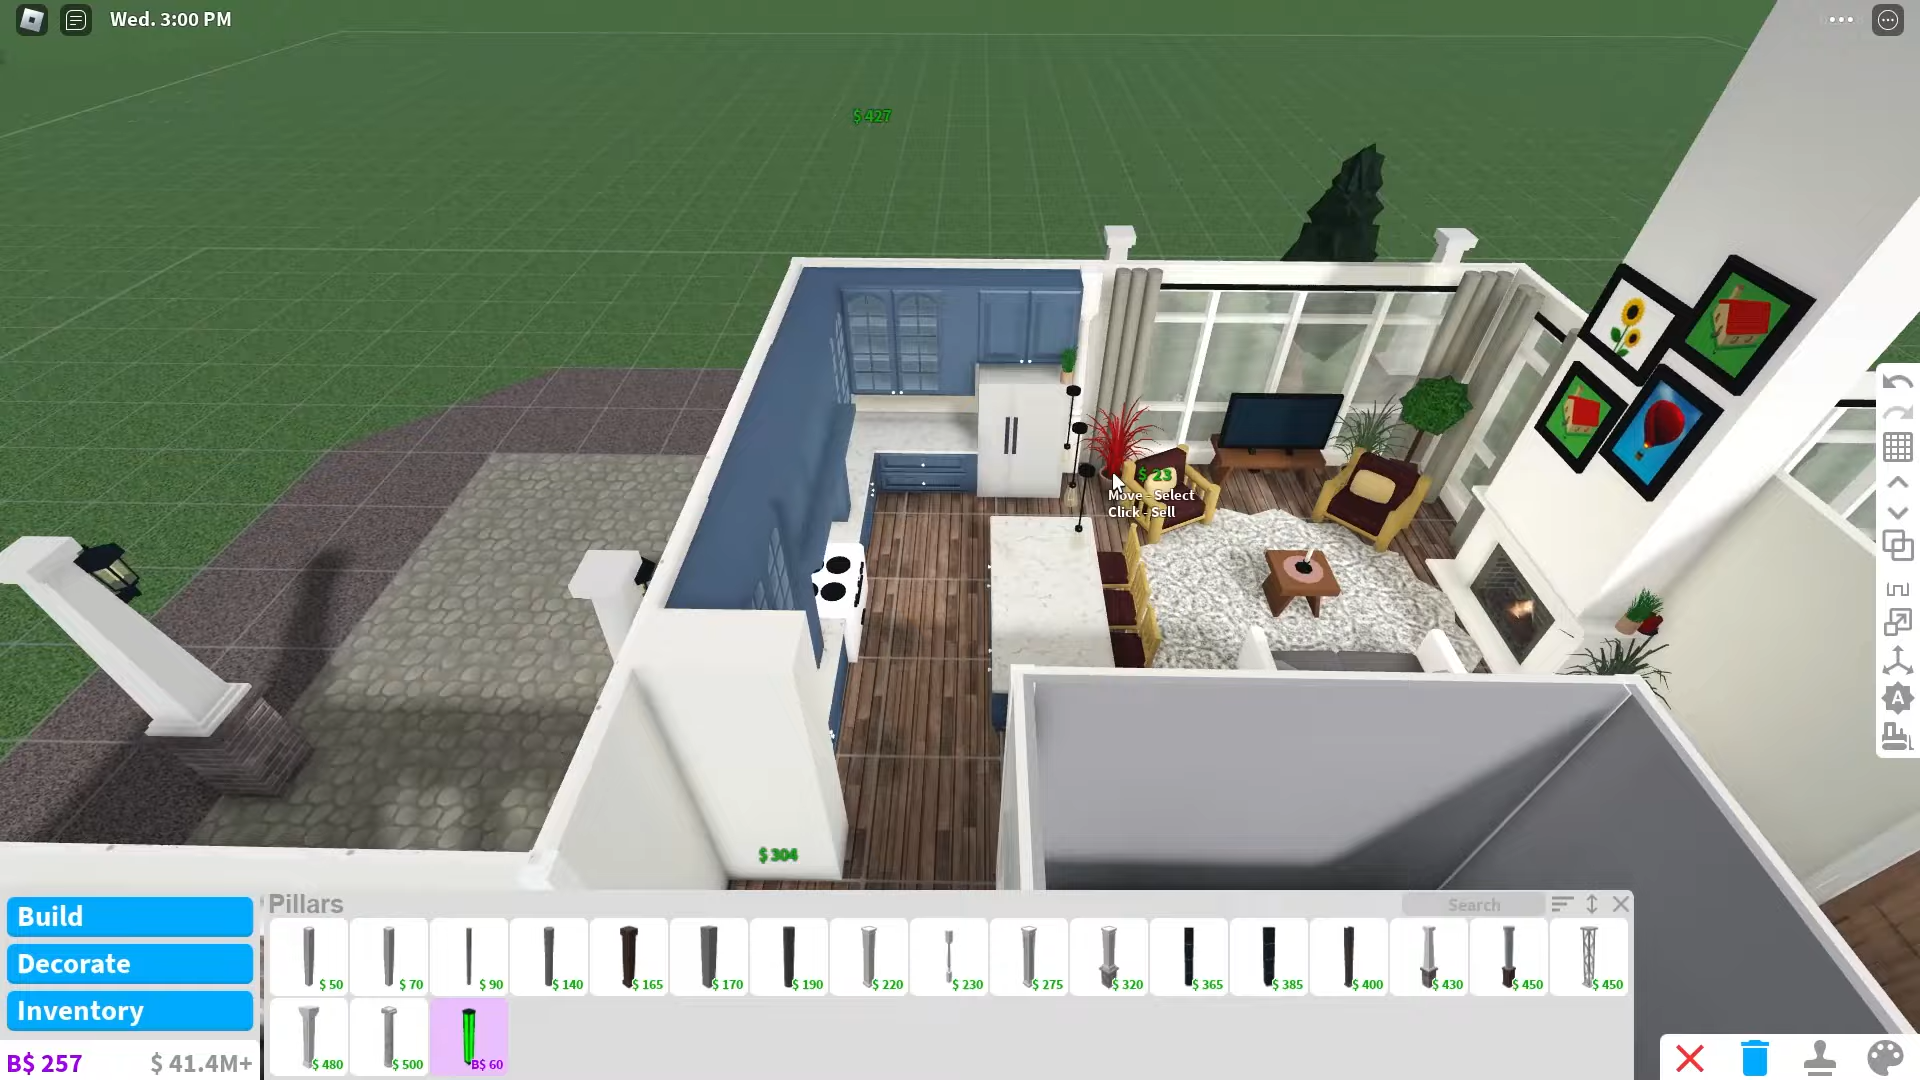 Wed. 3:00 PM
$ 427
$ 23
Move - Select
Click - Sell
$ 304
Build
Decorate
Inventory
B$ 257
$ 41.4M+
Pillars
Search
$ 50
$ 70
$ 90
$ 140
$ 165
$ 170
$ 190
$ 220
$ 230
$ 275
$ 320
$ 365
$ 385
$ 400
$ 430
$ 450
$ 450
$ 480
$ 500
B$ 60
A